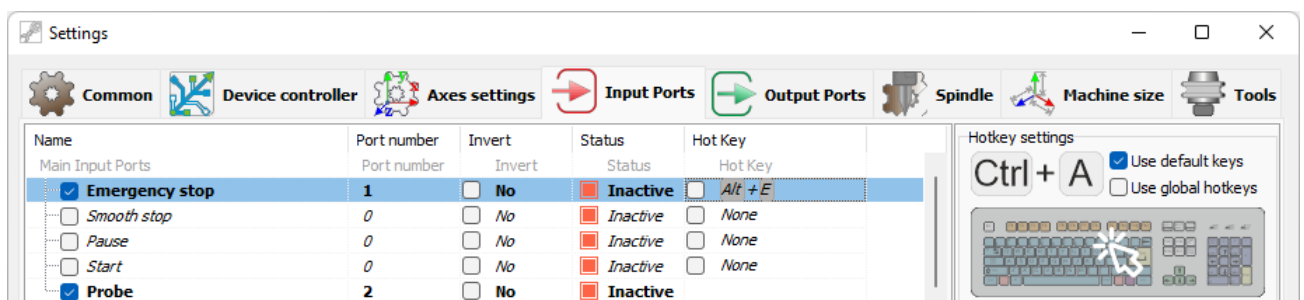 Settings
Common Device controller Axes settings Input Ports Output Ports Spindle Machine size Tools
Name Port number Invert Status Hot Key
Main Input Ports Port number Invert Status Hot Key
Emergency stop 1 No Inactive Alt + E
Smooth stop 0 No Inactive None
Pause 0 No Inactive None
Start 0 No Inactive None
Probe 2 No Inactive
Hotkey settings
Ctrl + A
Use default keys
Use global hotkeys